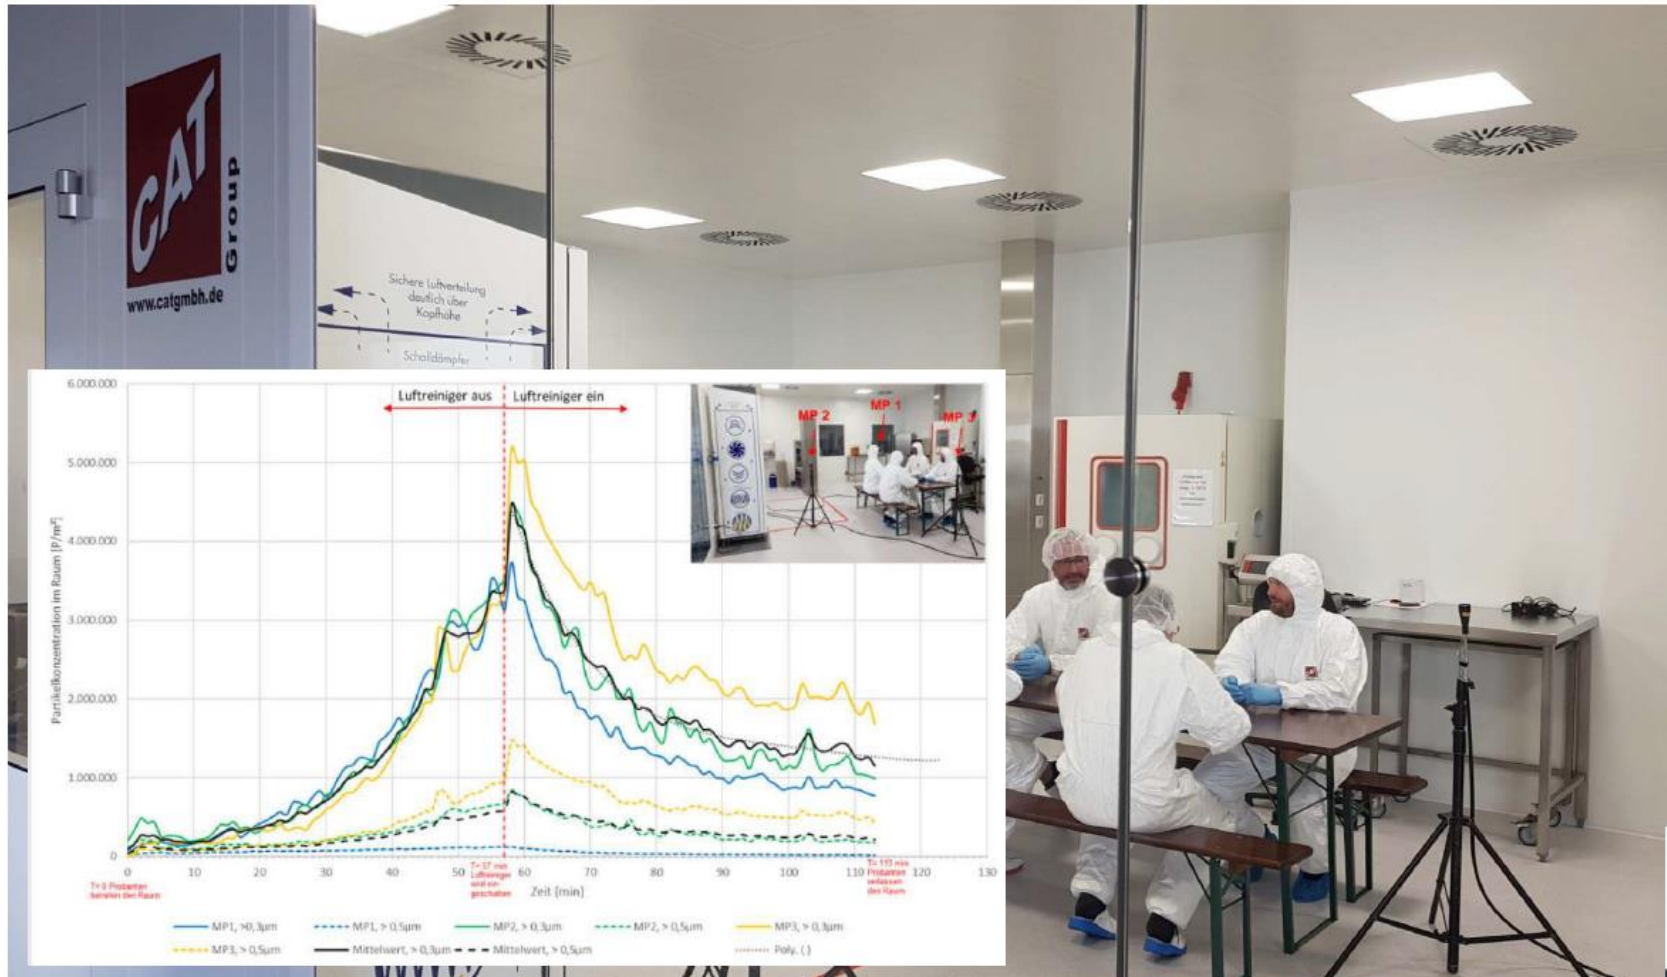 CAT
Group
www.catgmbh.de
Sichere Luftverteilung
deutlich über
Kopfhöhe
Schalldämpfer
Luftreiniger aus
Luftreiniger ein
MP 2
MP 1
MP 3
Partikelkonzentration im Raum [P/m³]
6.000.000
5.000.000
4.000.000
3.000.000
2.000.000
1.000.000
0
0 10 20 30 40 50 60 70 80 90 100 110 120 130
T= 0 Probanten
betreten den Raum
T= 57 min
Luftreiniger
wird ein-
geschaltet
Zeit [min]
T= 113 min
Probanten
verlassen
den Raum
MP1, >0,3µm
MP1, > 0,5µm
MP2, > 0,3µm
MP2, > 0,5µm
MP3, > 0,3µm
MP3, > 0,5µm
Mittelwert, > 0,3µm
Mittelwert, > 0,5µm
Poly. ( )